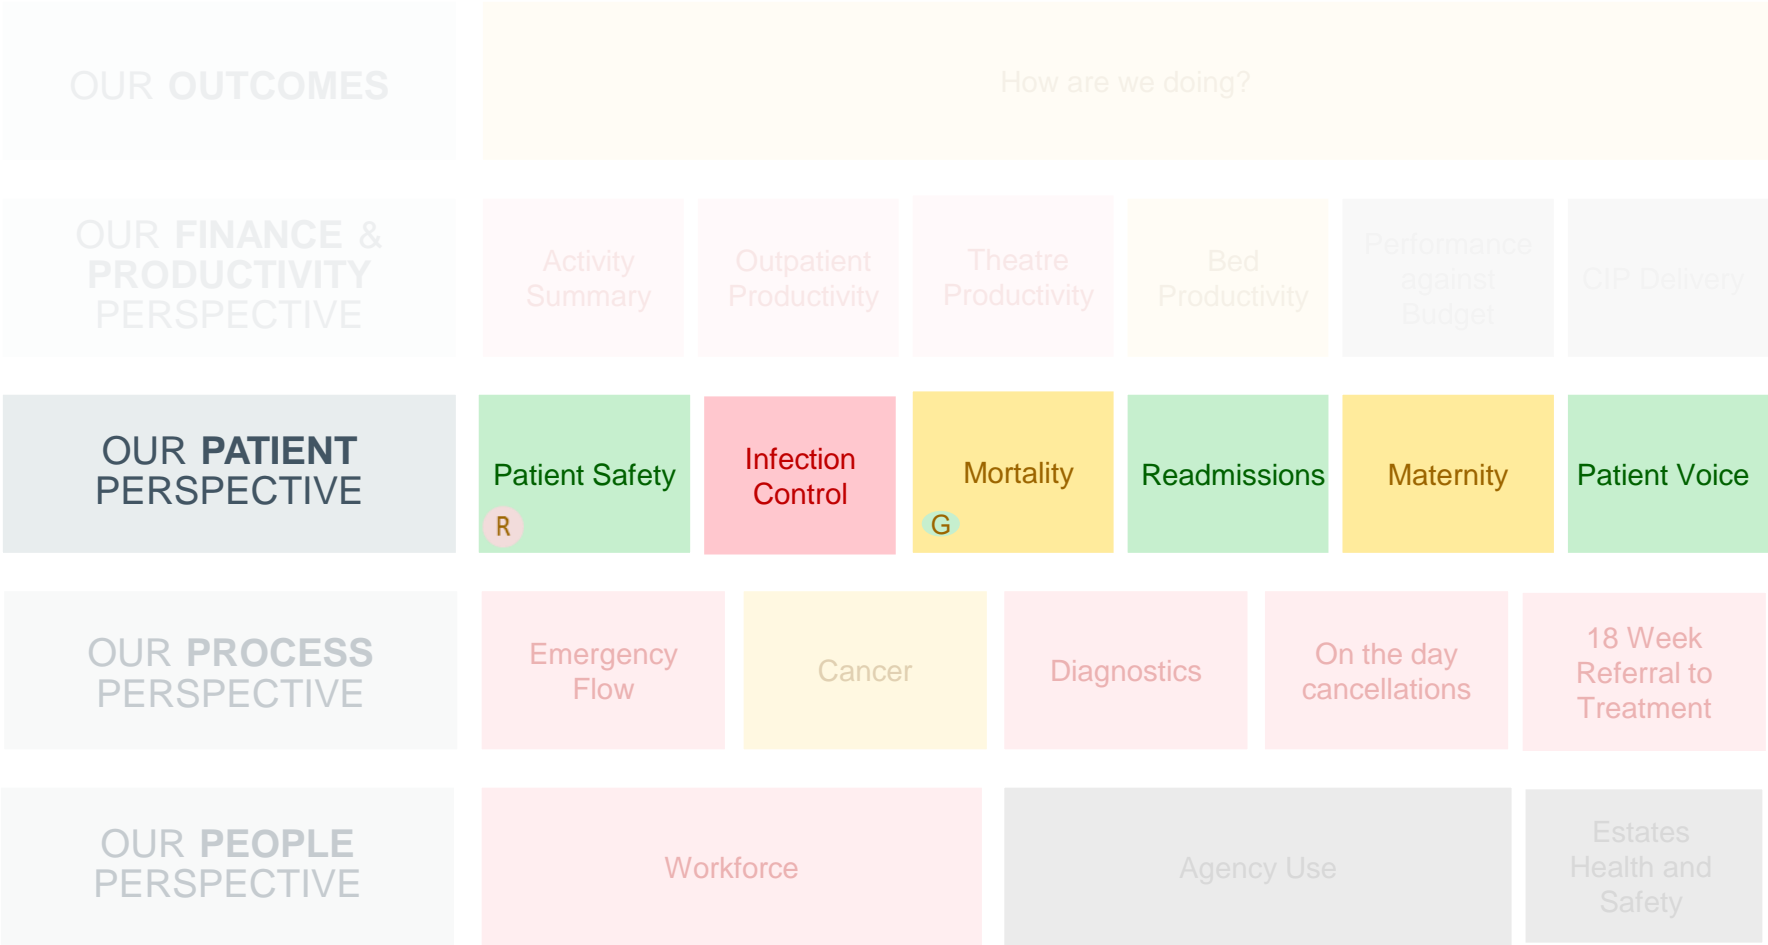 OUR OUTCOMES
How are we doing?
OUR FINANCE &
PRODUCTIVITY
PERSPECTIVE
Activity
Summary
Outpatient
Productivity
Theatre
Productivity
Bed
Productivity
Performance
against
Budget
CIP Delivery
OUR PATIENT
PERSPECTIVE
Patient Safety
R
Infection
Control
Mortality
G
Readmissions
Maternity
Patient Voice
OUR PROCESS
PERSPECTIVE
Emergency
Flow
Cancer
Diagnostics
On the day
cancellations
18 Week
Referral to
Treatment
OUR PEOPLE
PERSPECTIVE
Workforce
Agency Use
Estates
Health and
Safety